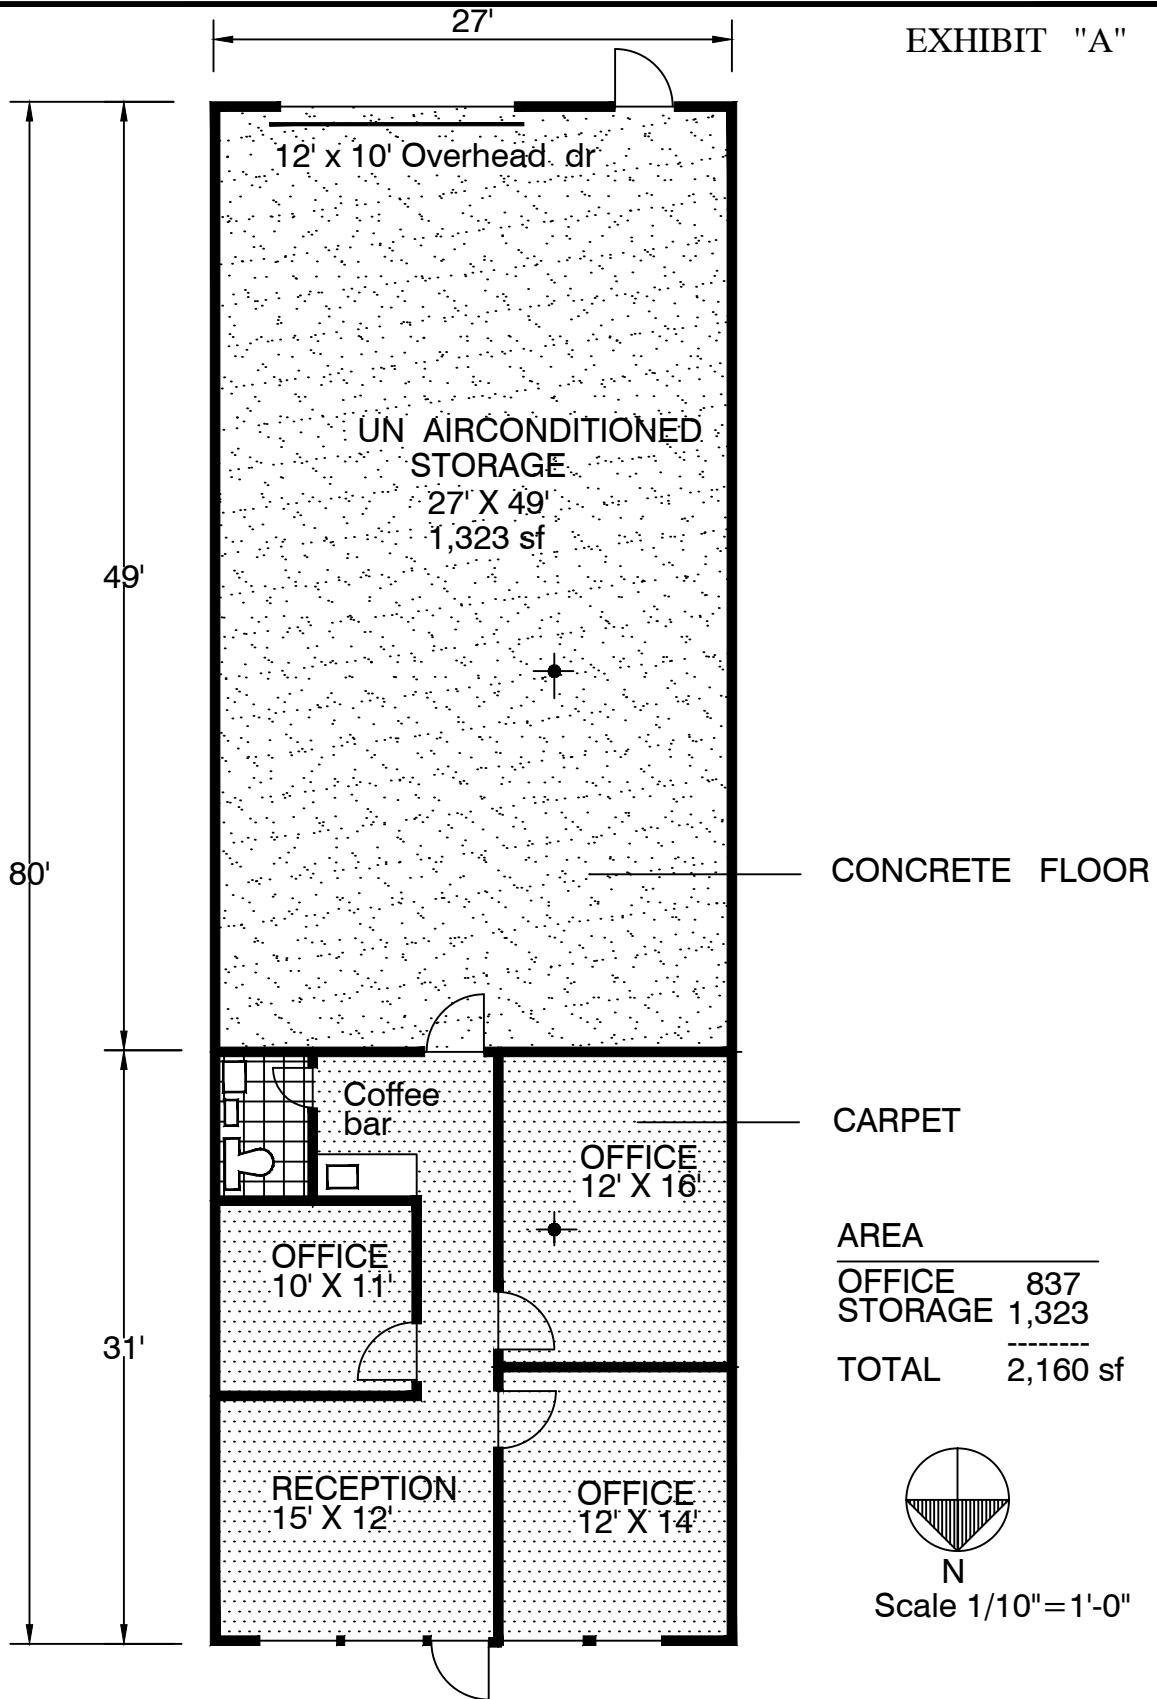 27'
EXHIBIT "A"
12' x 10' Overhead dr
UN AIRCONDITIONED
STORAGE
27' X 49'
1,323 sf
49'
80'
CONCRETE FLOOR
Coffee
bar
CARPET
OFFICE
12' X 16'
OFFICE
10' X 11'
31'
AREA
OFFICE 837
STORAGE 1,323
--------
TOTAL 2,160 sf
RECEPTION
15' X 12'
OFFICE
12' X 14'
N
Scale 1/10"=1'-0"